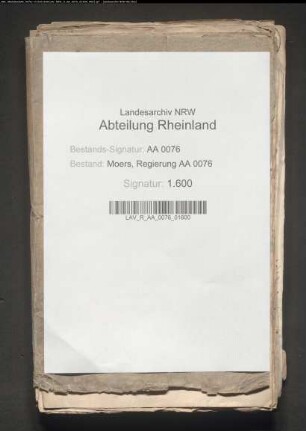 Landesarchiv NRW
Abteilung Rheinland
Bestands-Signatur: AA 0076
Bestand: Moers, Regierung AA 0076
Signatur: 1.600
LAV_R_AA_0076_01600